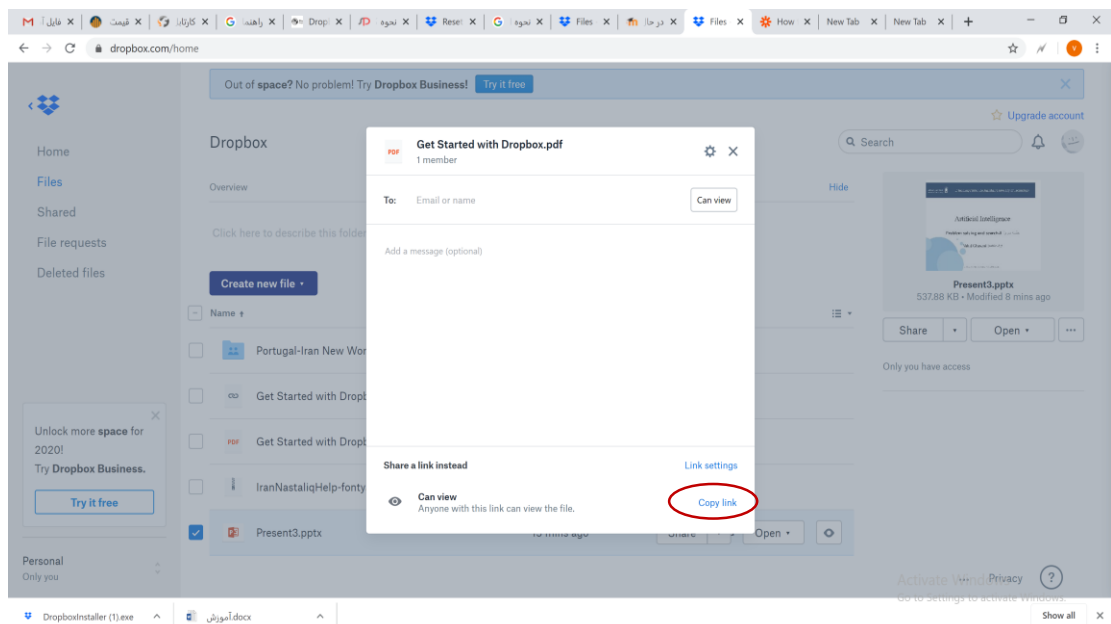 فایل
قیمت
کارتابل
راهنما
Drop
نحوه
Reset
نحوه
Files
در حال
Files
How
New Tab
New Tab
dropbox.com/home
Out of space? No problem! Try Dropbox Business! Try it free
Upgrade account
Dropbox
Search
Home
Files
Shared
File requests
Deleted files
Overview
Hide
Click here to describe this folder
Create new file
Name
Portugal-Iran New Wor
Get Started with Dropb
PDF Get Started with Dropb
IranNastaliqHelp-fonty
Present3.pptx
Open
Get Started with Dropbox.pdf
PDF
1 member
To: Email or name
Can view
Add a message (optional)
Share a link instead
Link settings
Can view
Anyone with this link can view the file.
Copy link
Artificial Intelligence
Present3.pptx
537.88 KB • Modified 8 mins ago
Share
Open
Only you have access
Unlock more space for
2020!
Try Dropbox Business.
Try it free
Personal
Only you
Privacy
?
Activate Windows
Go to Settings to activate Windows.
DropboxInstaller (1).exe
آموزش.docx
Show all